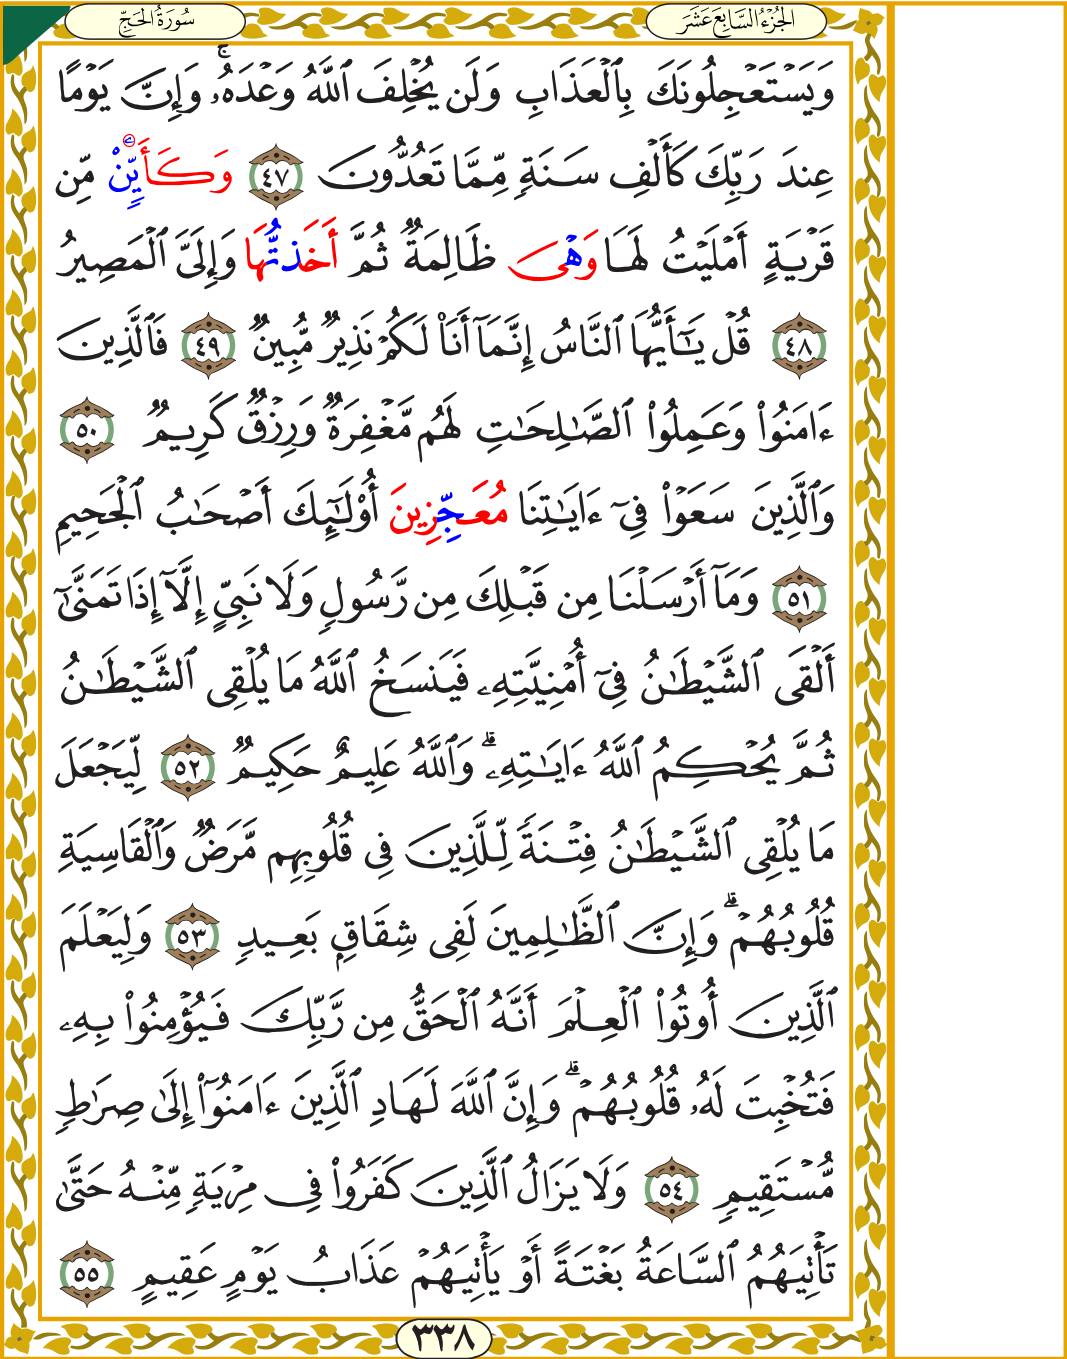 الجُزْءُ السَّابِعَ عَشَرَ
سُورَةُ الحَجِّ
وَيَسْتَعْجِلُونَكَ بِٱلْعَذَابِ وَلَن يُخْلِفَ ٱللَّهُ وَعْدَهُۥۚ وَإِنَّ يَوْمًا
عِندَ رَبِّكَ كَأَلْفِ سَنَةٍ مِّمَّا تَعُدُّونَ ٤٧ وَكَأَيِّنْ مِّن
قَرْيَةٍ أَمْلَيْتُ لَهَا وَهْىَ ظَالِمَةٌ ثُمَّ أَخَذتُّهَا وَإِلَىَّ ٱلْمَصِيرُ
٤٨ قُلْ يَـٰٓأَيُّهَا ٱلنَّاسُ إِنَّمَآ أَنَا۠ لَكُمْ نَذِيرٌ مُّبِينٌ ٤٩ فَٱلَّذِينَ
ءَامَنُوا۟ وَعَمِلُوا۟ ٱلصَّـٰلِحَـٰتِ لَهُم مَّغْفِرَةٌ وَرِزْقٌ كَرِيمٌ ٥٠
وَٱلَّذِينَ سَعَوْا۟ فِىٓ ءَايَـٰتِنَا مُعَجِّزِينَ أُو۟لَـٰٓئِكَ أَصْحَـٰبُ ٱلْجَحِيمِ
٥١ وَمَآ أَرْسَلْنَا مِن قَبْلِكَ مِن رَّسُولٍ وَلَا نَبِىٍّ إِلَّآ إِذَا تَمَنَّىٰٓ
أَلْقَى ٱلشَّيْطَـٰنُ فِىٓ أُمْنِيَّتِهِۦ فَيَنسَخُ ٱللَّهُ مَا يُلْقِى ٱلشَّيْطَـٰنُ
ثُمَّ يُحْكِمُ ٱللَّهُ ءَايَـٰتِهِۦۗ وَٱللَّهُ عَلِيمٌ حَكِيمٌ ٥٢ لِّيَجْعَلَ
مَا يُلْقِى ٱلشَّيْطَـٰنُ فِتْنَةً لِّلَّذِينَ فِى قُلُوبِهِم مَّرَضٌ وَٱلْقَاسِيَةِ
قُلُوبُهُمْۗ وَإِنَّ ٱلظَّـٰلِمِينَ لَفِى شِقَاقٍۭ بَعِيدٍ ٥٣ وَلِيَعْلَمَ
ٱلَّذِينَ أُوتُوا۟ ٱلْعِلْمَ أَنَّهُ ٱلْحَقُّ مِن رَّبِّكَ فَيُؤْمِنُوا۟ بِهِۦ
فَتُخْبِتَ لَهُۥ قُلُوبُهُمْۗ وَإِنَّ ٱللَّهَ لَهَادِ ٱلَّذِينَ ءَامَنُوٓا۟ إِلَىٰ صِرَٰطٍ
مُّسْتَقِيمٍ ٥٤ وَلَا يَزَالُ ٱلَّذِينَ كَفَرُوا۟ فِى مِرْيَةٍ مِّنْهُ حَتَّىٰ
تَأْتِيَهُمُ ٱلسَّاعَةُ بَغْتَةً أَوْ يَأْتِيَهُمْ عَذَابُ يَوْمٍ عَقِيمٍ ٥٥
٣٣٨